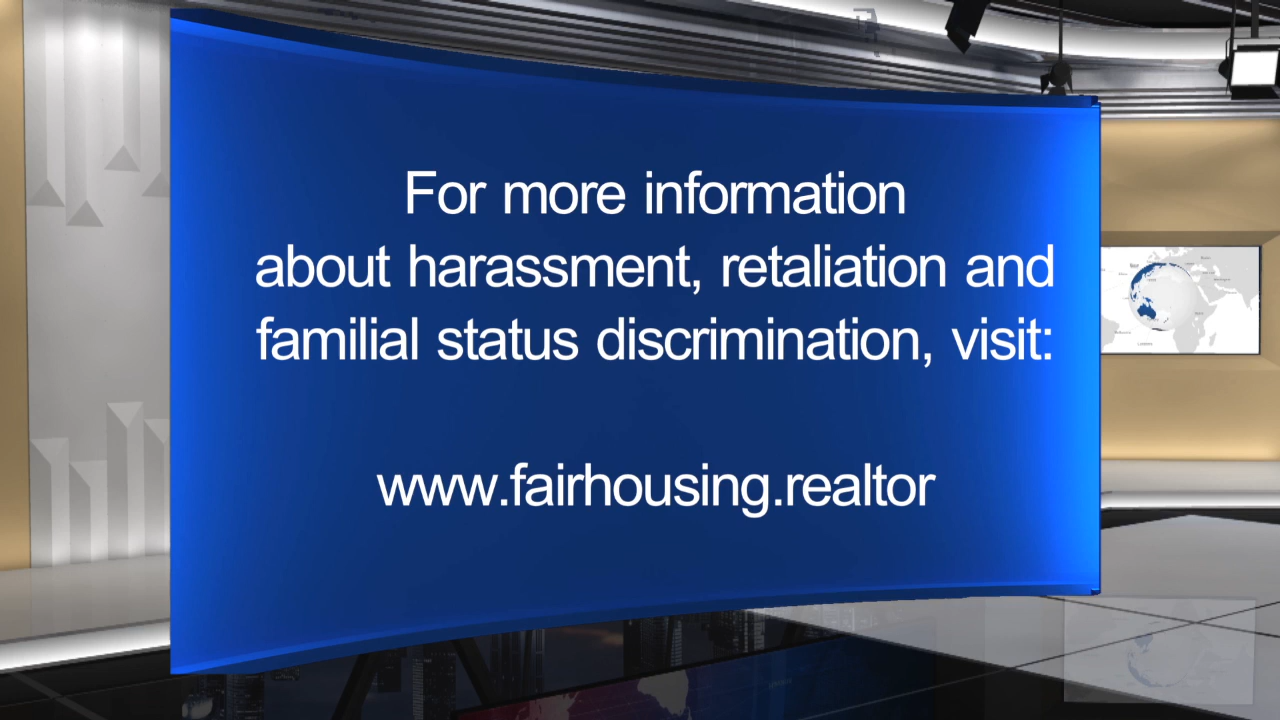 For more information
about harassment, retaliation and
familial status discrimination, visit:
www.fairhousing.realtor